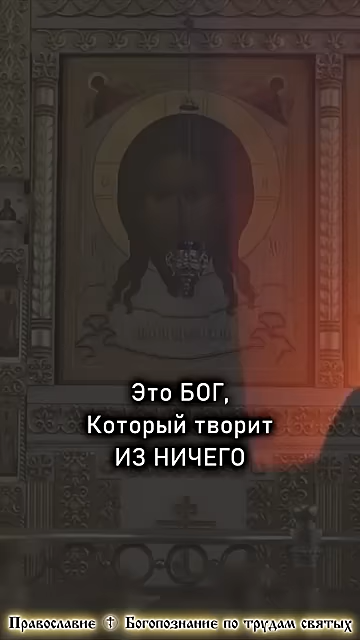 Это БОГ,
Который творит
ИЗ НИЧЕГО
Православие ☦ Богопознание по трудам святых